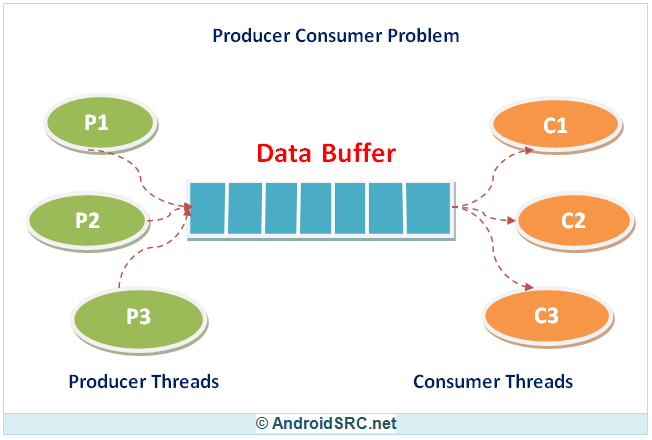 Producer Consumer Problem
P1
C1
Data Buffer
P2
C2
P3
C3
Producer Threads
Consumer Threads
© AndroidSRC.net